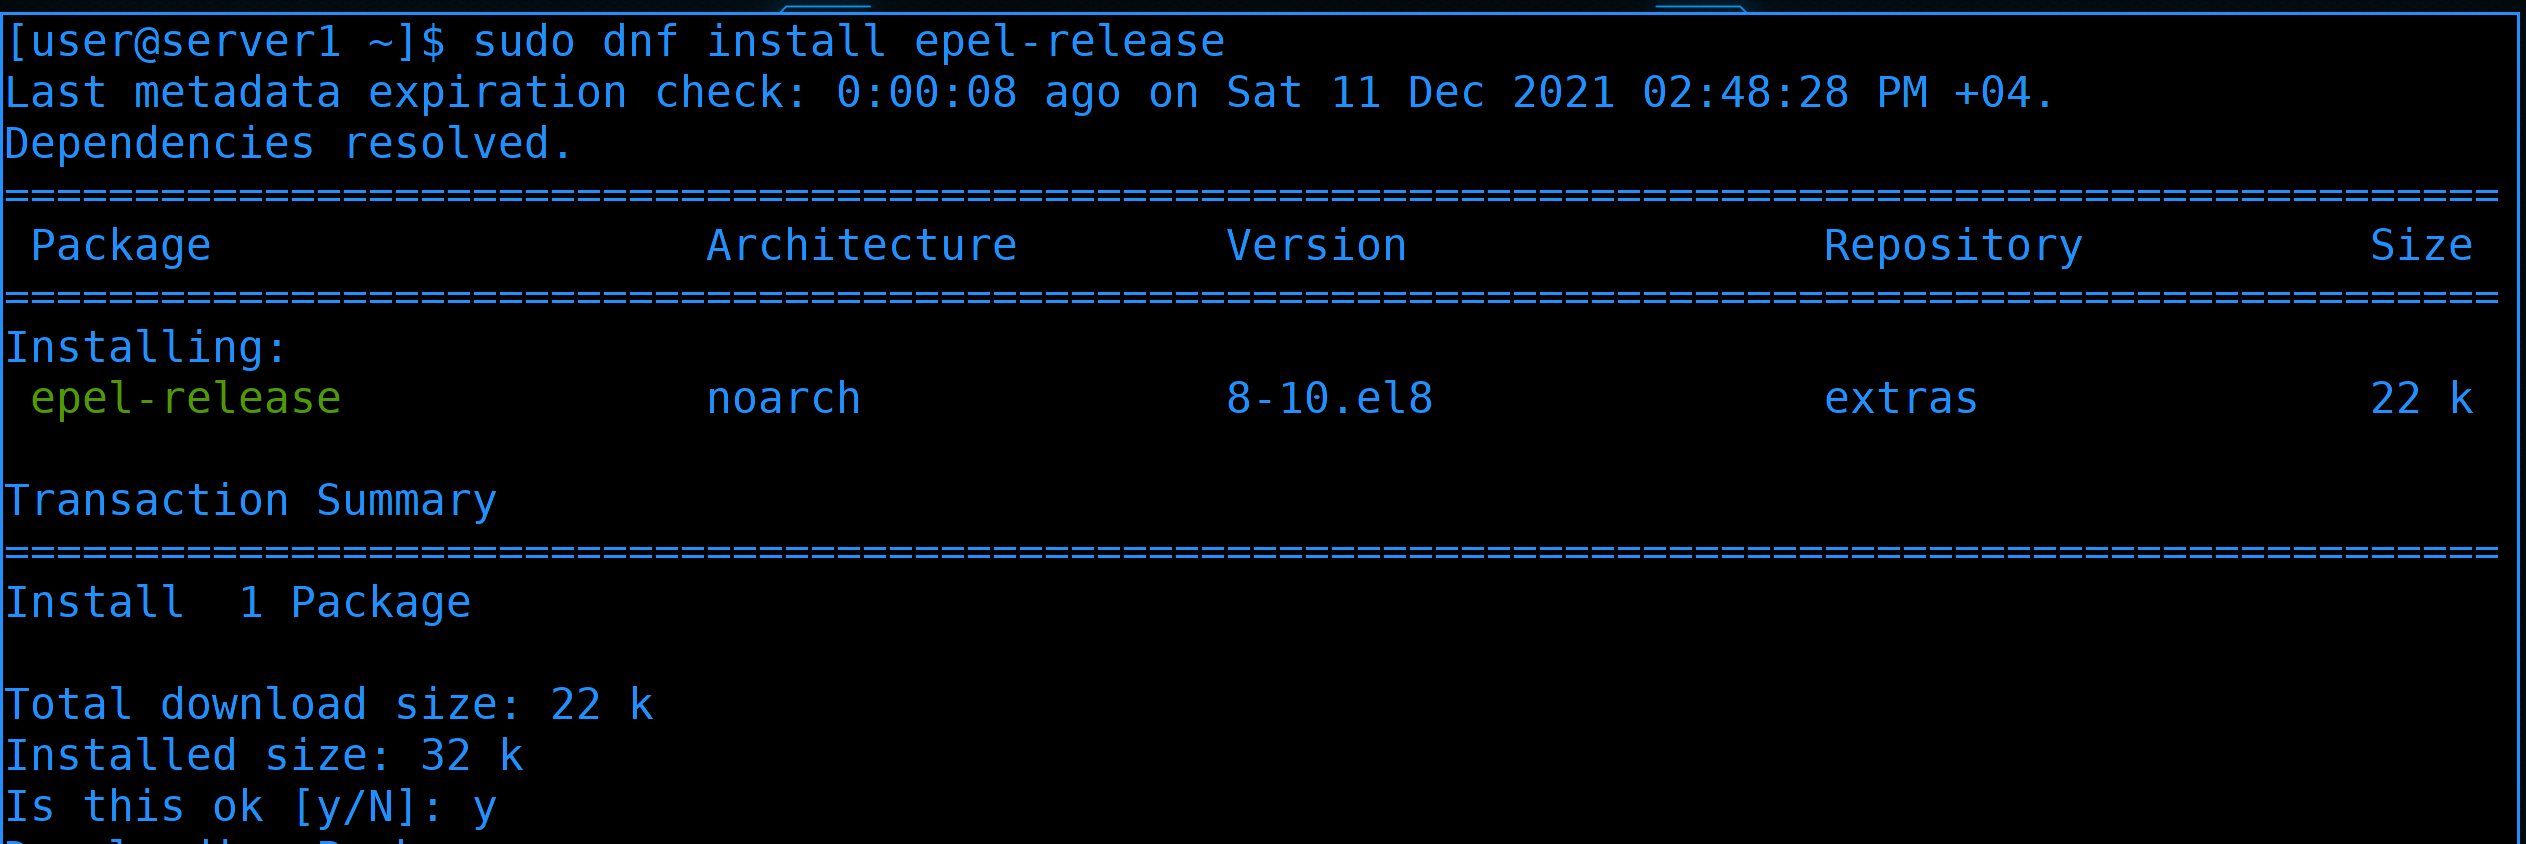 [user@server1 ~]$ sudo dnf install epel-release
Last metadata expiration check: 0:00:08 ago on Sat 11 Dec 2021 02:48:28 PM +04.
Dependencies resolved.
================================================================================================
 Package                   Architecture        Version                Repository           Size
================================================================================================
Installing:
 epel-release              noarch              8-10.el8               extras               22 k
Transaction Summary
================================================================================================
Install  1 Package
Total download size: 22 k
Installed size: 32 k
Is this ok [y/N]: y